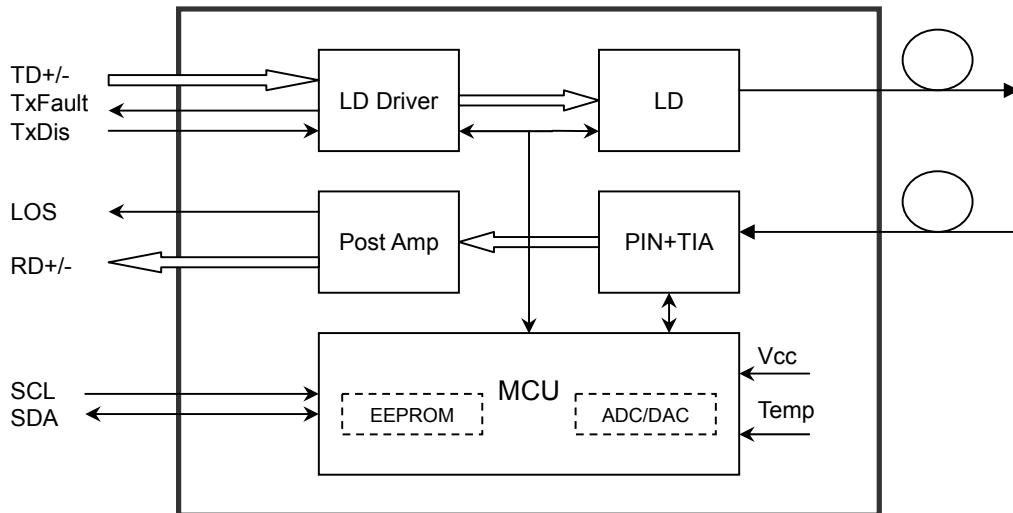 TD+/-
TxFault
TxDis
LD Driver
LD
LOS
RD+/-
Post Amp
PIN+TIA
SCL
SDA
MCU
EEPROM
ADC/DAC
Vcc
Temp